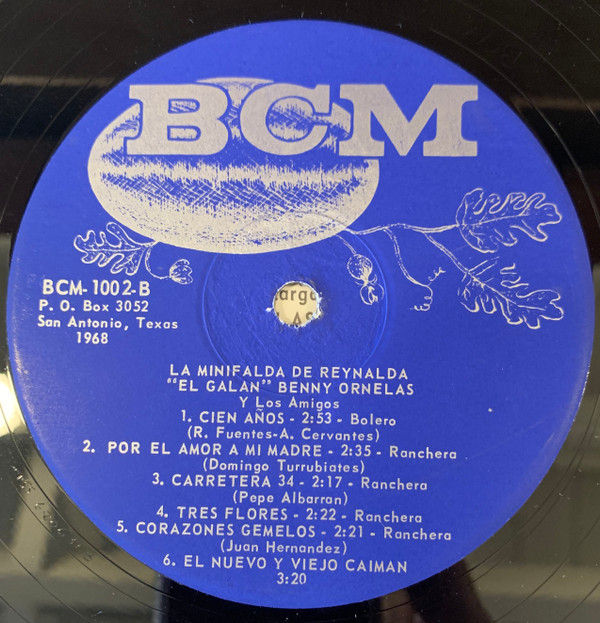 BCM
BCM-1002-B
P. O. Box 3052
San Antonio, Texas
1968
LA MINIFALDA DE REYNALDA
"EL GALAN" BENNY ORNELAS
Y Los Amigos
1. CIEN AÑOS - 2:53 - Bolero
(R. Fuentes-A. Cervantes)
2. POR EL AMOR A MI MADRE - 2:35 - Ranchera
(Domingo Turrubiates)
3. CARRETERA 34 - 2:17 - Ranchera
(Pepe Albarran)
4. TRES FLORES - 2:22 - Ranchera
5. CORAZONES GEMELOS - 2:21 - Ranchera
(Juan Hernandez)
6. EL NUEVO Y VIEJO CAIMAN
3:20